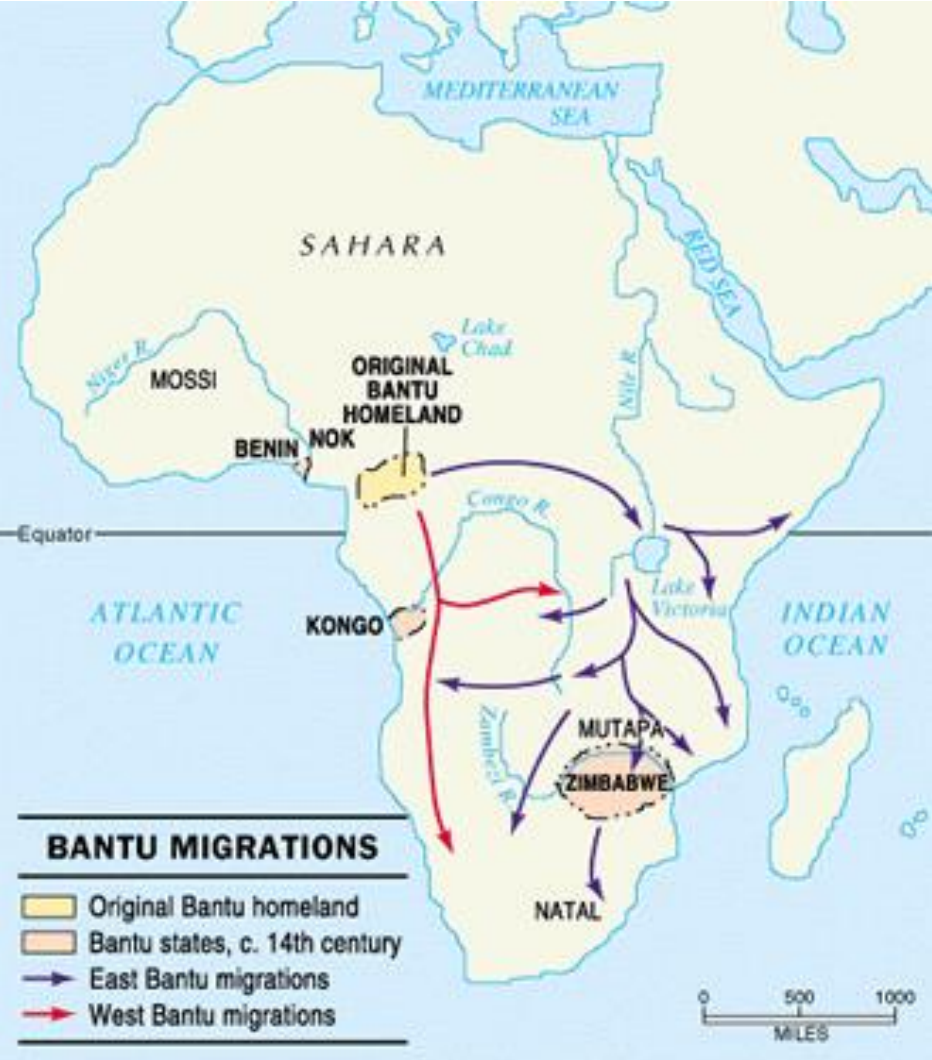 MEDITERRANEAN
SEA
SAHARA
RED SEA
Lake
Chad
Niger R.
MOSSI
ORIGINAL
BANTU
HOMELAND
Nile R.
BENIN
NOK
Congo R.
Equator
ATLANTIC
OCEAN
KONGO
Lake
Victoria
INDIAN
OCEAN
Zambezi R.
MUTAPA
ZIMBABWE
NATAL
BANTU MIGRATIONS
Original Bantu homeland
Bantu states, c. 14th century
East Bantu migrations
West Bantu migrations
0 500 1000
MILES